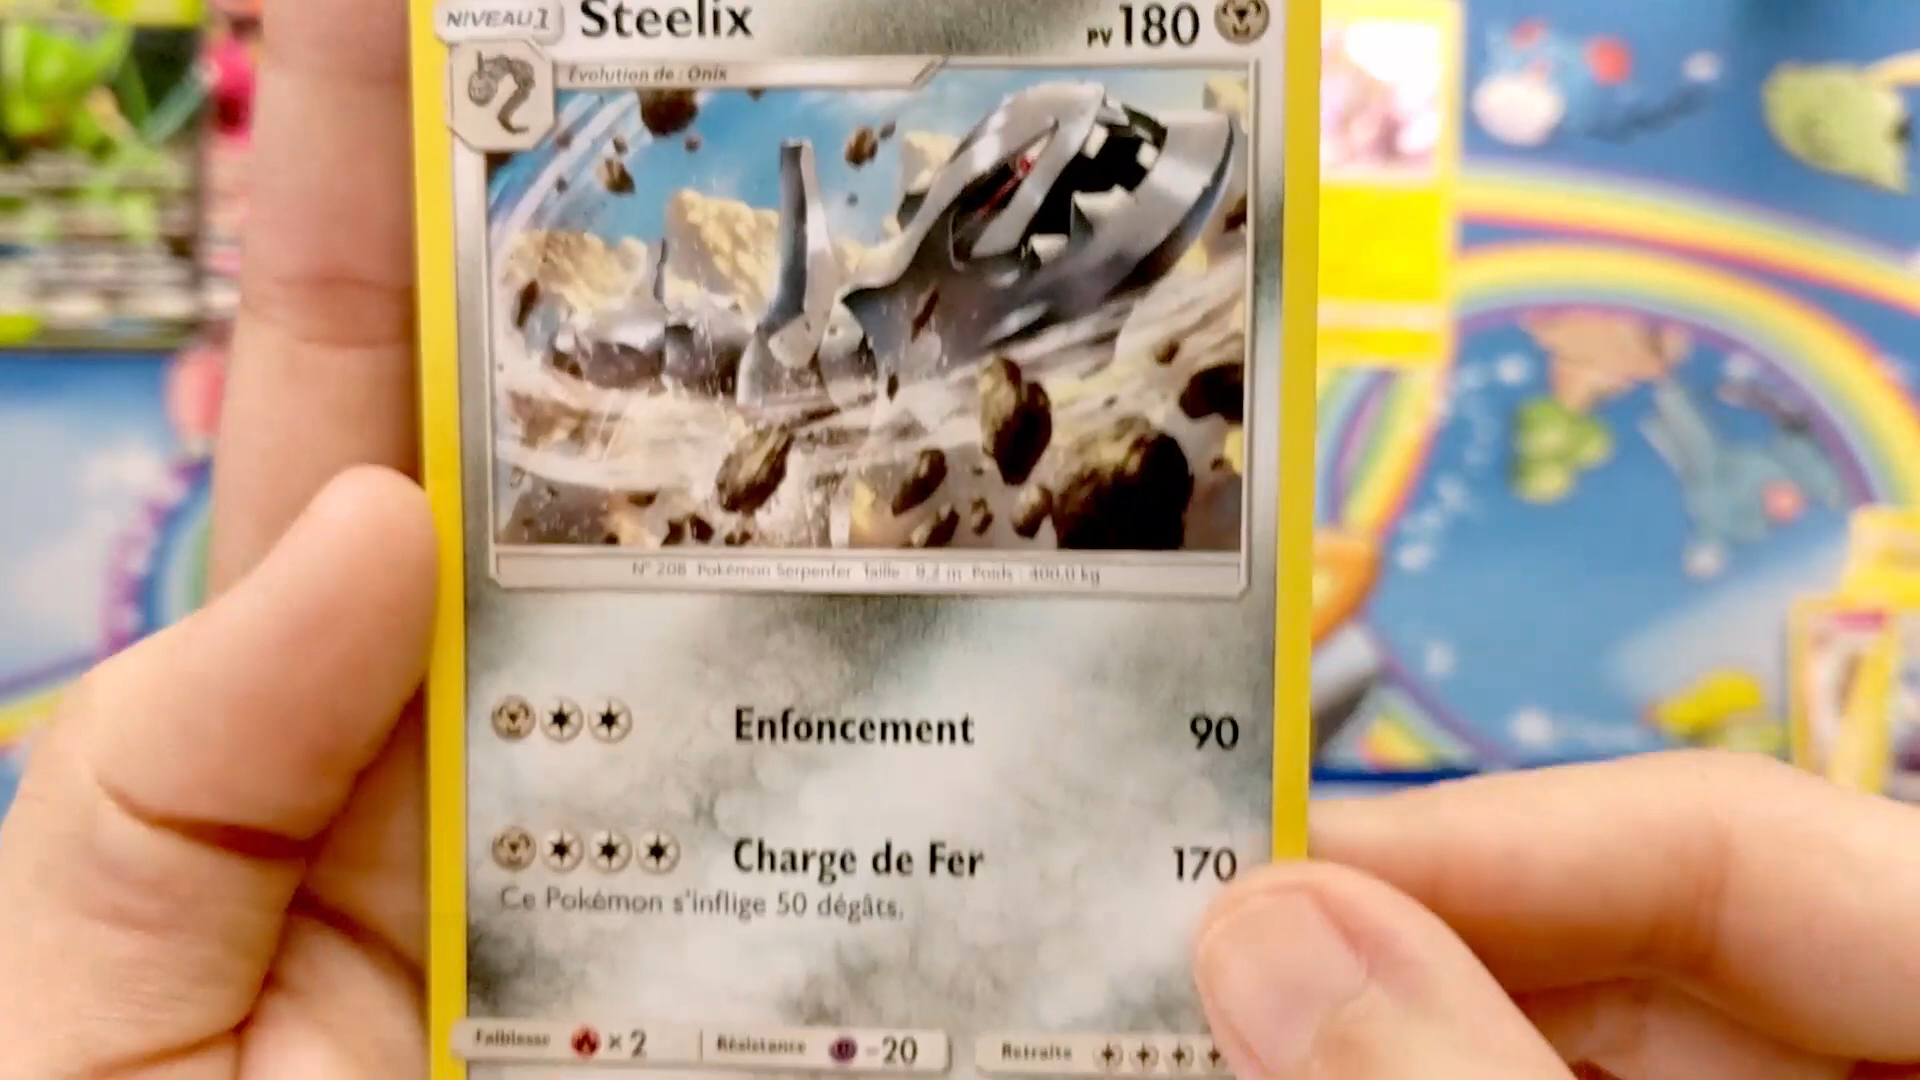 NIVEAU 1 Steelix PV 180
Évolution de : Onix
N° 208 Pokémon Serpenfer Taille : 9,2 m Poids : 400,0 kg
Enfoncement 90
Charge de Fer 170
Ce Pokémon s'inflige 50 dégâts.
Faiblesse ×2 Résistance -20 Retraite